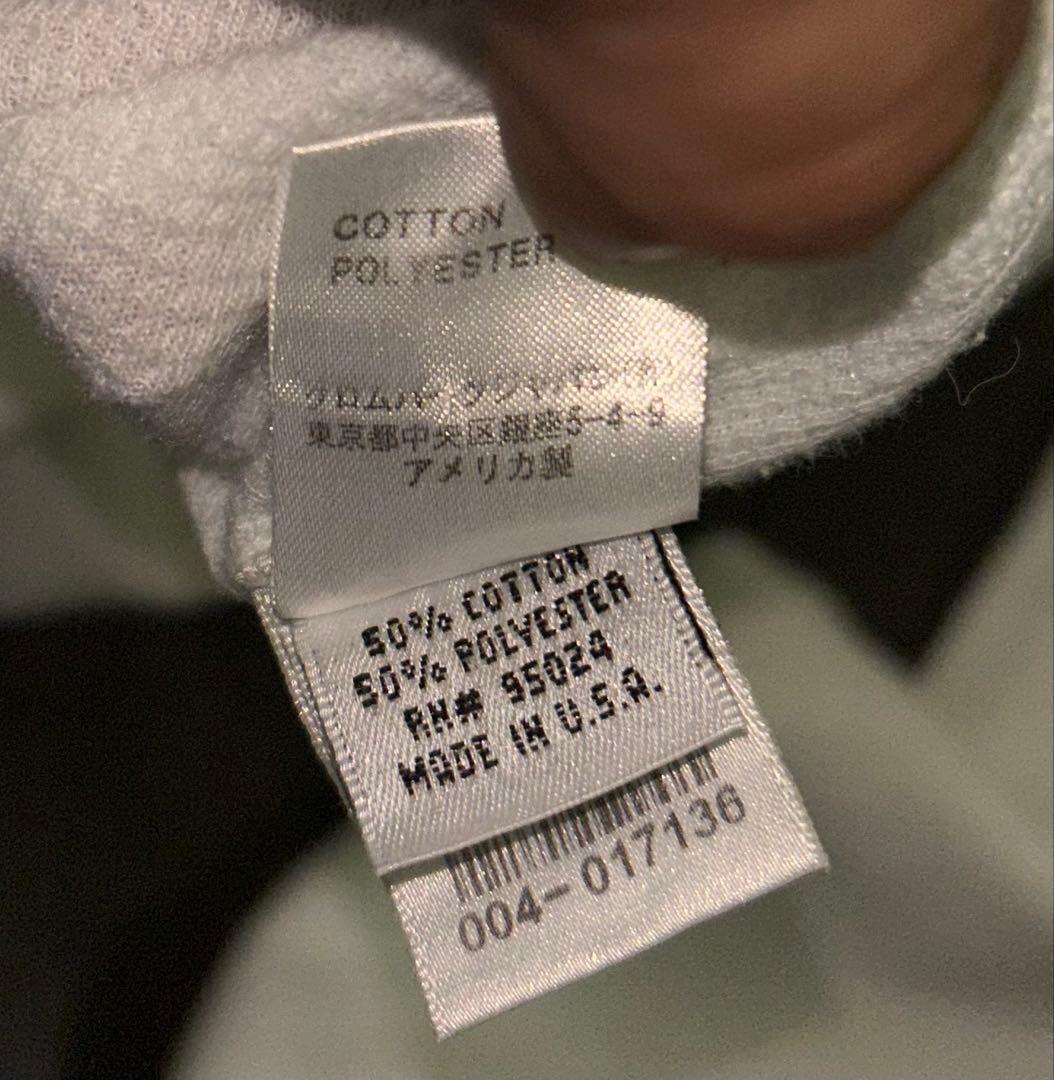 COTTON
POLYESTER
東京都中央区銀座5-4-9
アメリカ製
50% COTTON
50% POLYESTER
RN# 95024
MADE IN U.S.A.
004-017136